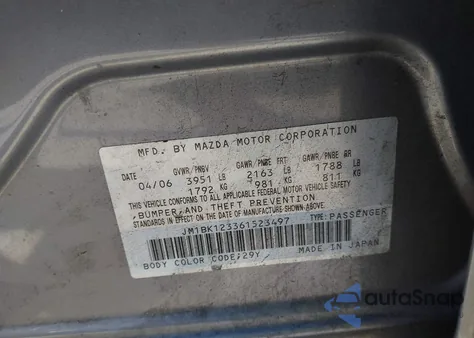 MFD. BY MAZDA MOTOR CORPORATION
DATE GVWR/PNBV GAWR/PNBE FRT GAWR/PNBE RR
04/06 3951 LB 2163 LB 1788 LB
1792 KG 981 KG 811 KG
THIS VEHICLE CONFORMS TO ALL APPLICABLE FEDERAL MOTOR VEHICLE SAFETY
, BUMPER, AND THEFT PREVENTION
STANDARDS IN EFFECT ON THE DATE OF MANUFACTURE SHOWN ABOVE.
JM1BK123361523497 TYPE: PASSENGER
BODY COLOR CODE: 29Y MADE IN JAPAN
autoSnap